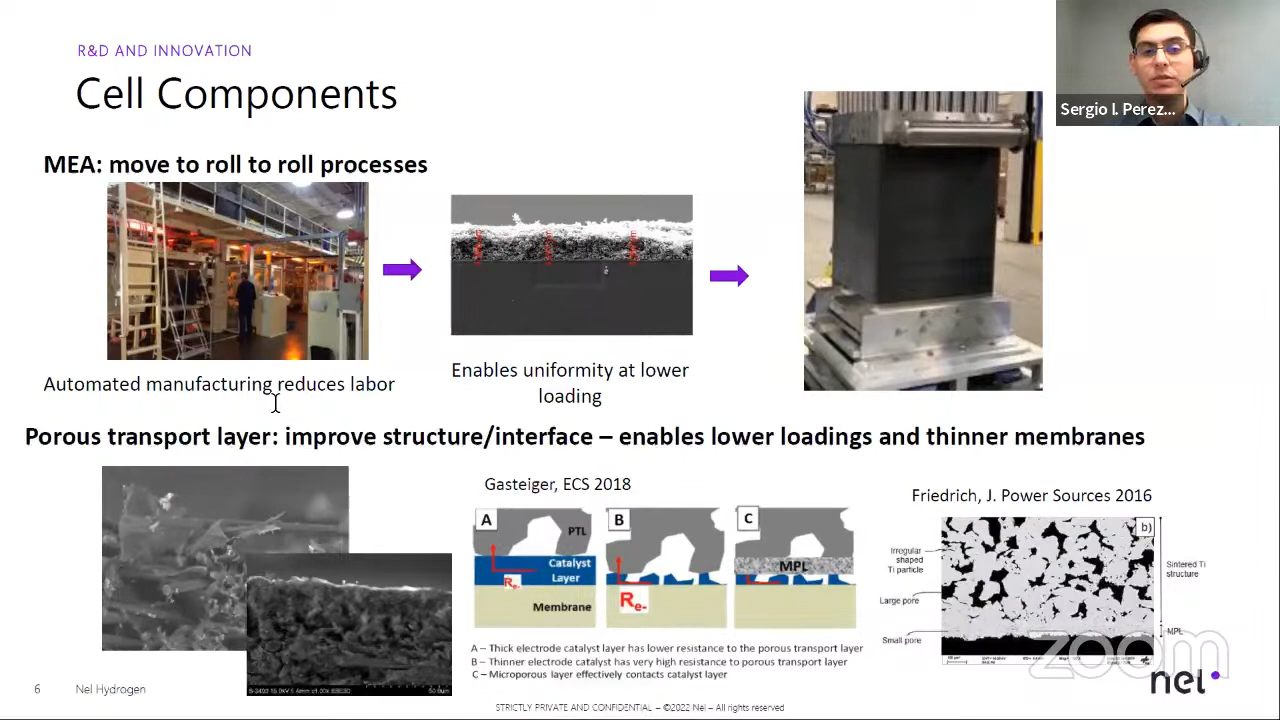 R&D AND INNOVATION
Cell Components
Sergio I. Perez...
MEA: move to roll to roll processes
Automated manufacturing reduces labor
Enables uniformity at lower
loading
Porous transport layer: improve structure/interface – enables lower loadings and thinner membranes
Gasteiger, ECS 2018
Friedrich, J. Power Sources 2016
A
PTL
Catalyst
Layer
Re-
Membrane
B
Re-
C
MPL
b)
Irregular
shaped
Ti particle
Large pore
Small pore
Sintered Ti
structure
MPL
A – Thick electrode catalyst layer has lower resistance to the porous transport layer
B – Thinner electrode catalyst has very high resistance to porous transport layer
C – Microporous layer effectively contacts catalyst layer
zoom
nel
6
Nel Hydrogen
STRICTLY PRIVATE AND CONFIDENTIAL – ©2022 Nel – All rights reserved